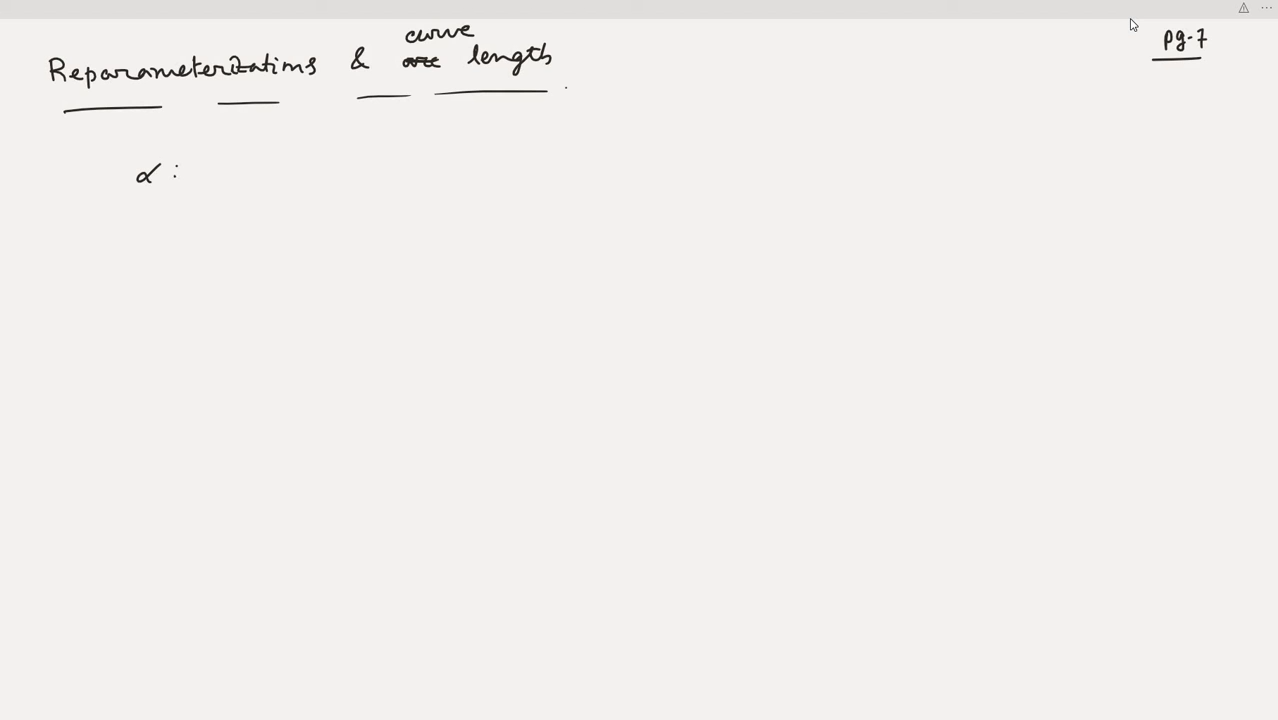 Reparameterizations & curve length
pg-7
α :